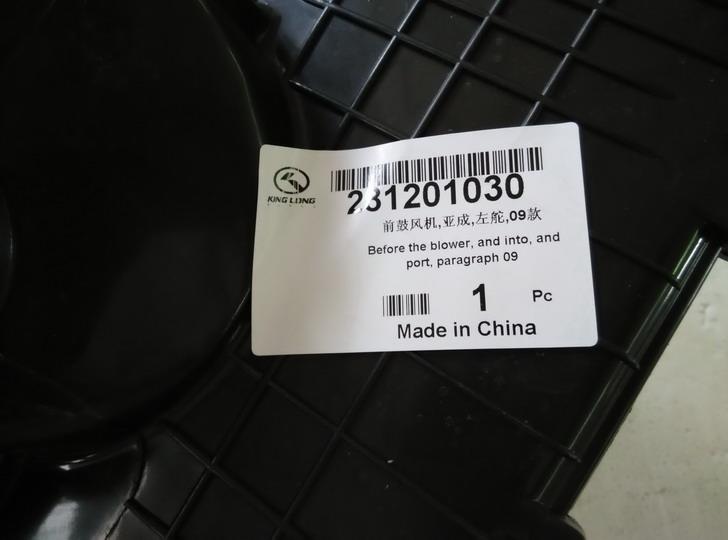 KING LONG
231201030
前鼓风机,亚成,左舵,09款
Before the blower, and into, and
port, paragraph 09
1 Pc
Made in China